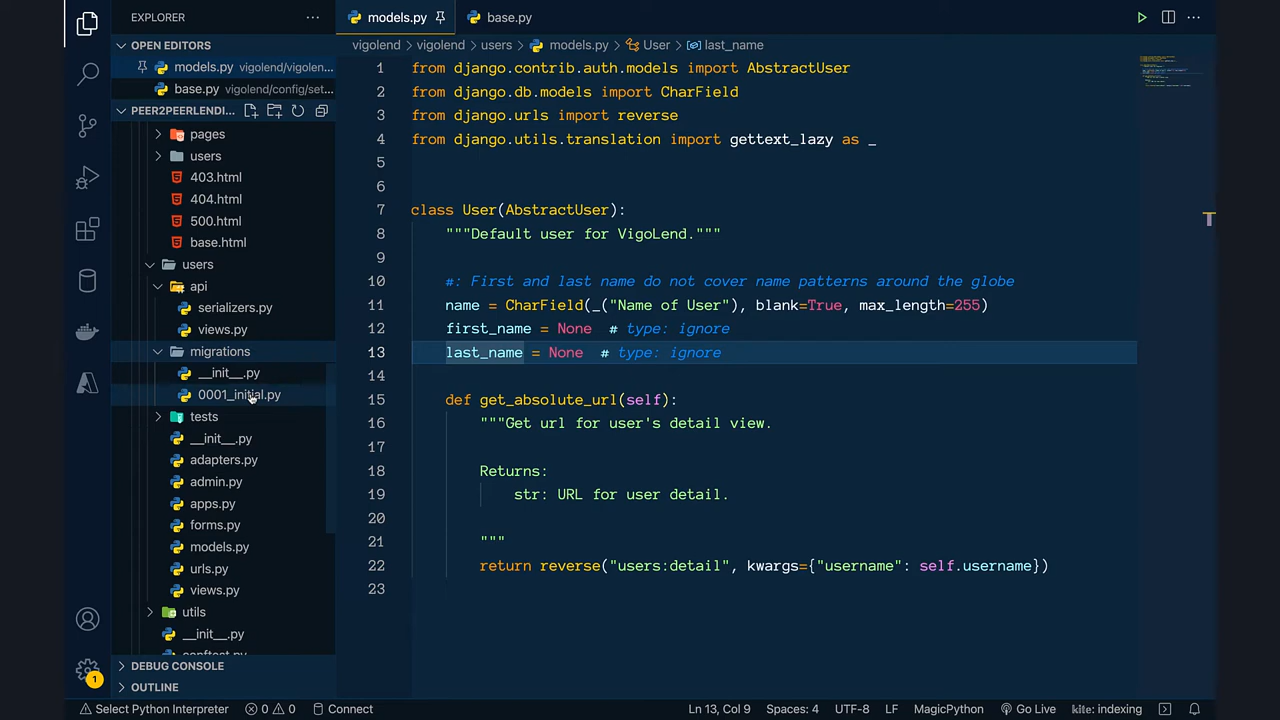 EXPLORER
···
models.py
base.py
···
OPEN EDITORS
models.py vigolend/vigolen...
base.py vigolend/config/set...
PEER2PEERLENDI...
pages
users
403.html
404.html
500.html
base.html
users
api
serializers.py
views.py
migrations
__init__.py
0001_initial.py
tests
__init__.py
adapters.py
admin.py
apps.py
forms.py
models.py
urls.py
views.py
utils
__init__.py
conftest.py
DEBUG CONSOLE
OUTLINE
1
vigolend > vigolend > users > models.py > User > last_name
1 from django.contrib.auth.models import AbstractUser
2 from django.db.models import CharField
3 from django.urls import reverse
4 from django.utils.translation import gettext_lazy as _
5
6
7 class User(AbstractUser):
8 """Default user for VigoLend."""
9
10 #: First and last name do not cover name patterns around the globe
11 name = CharField(_("Name of User"), blank=True, max_length=255)
12 first_name = None # type: ignore
13 last_name = None # type: ignore
14
15 def get_absolute_url(self):
16 """Get url for user's detail view.
17
18 Returns:
19 str: URL for user detail.
20
21 """
22 return reverse("users:detail", kwargs={"username": self.username})
23
Select Python Interpreter 0 0 Connect Ln 13, Col 9 Spaces: 4 UTF-8 LF MagicPython Go Live kite: indexing